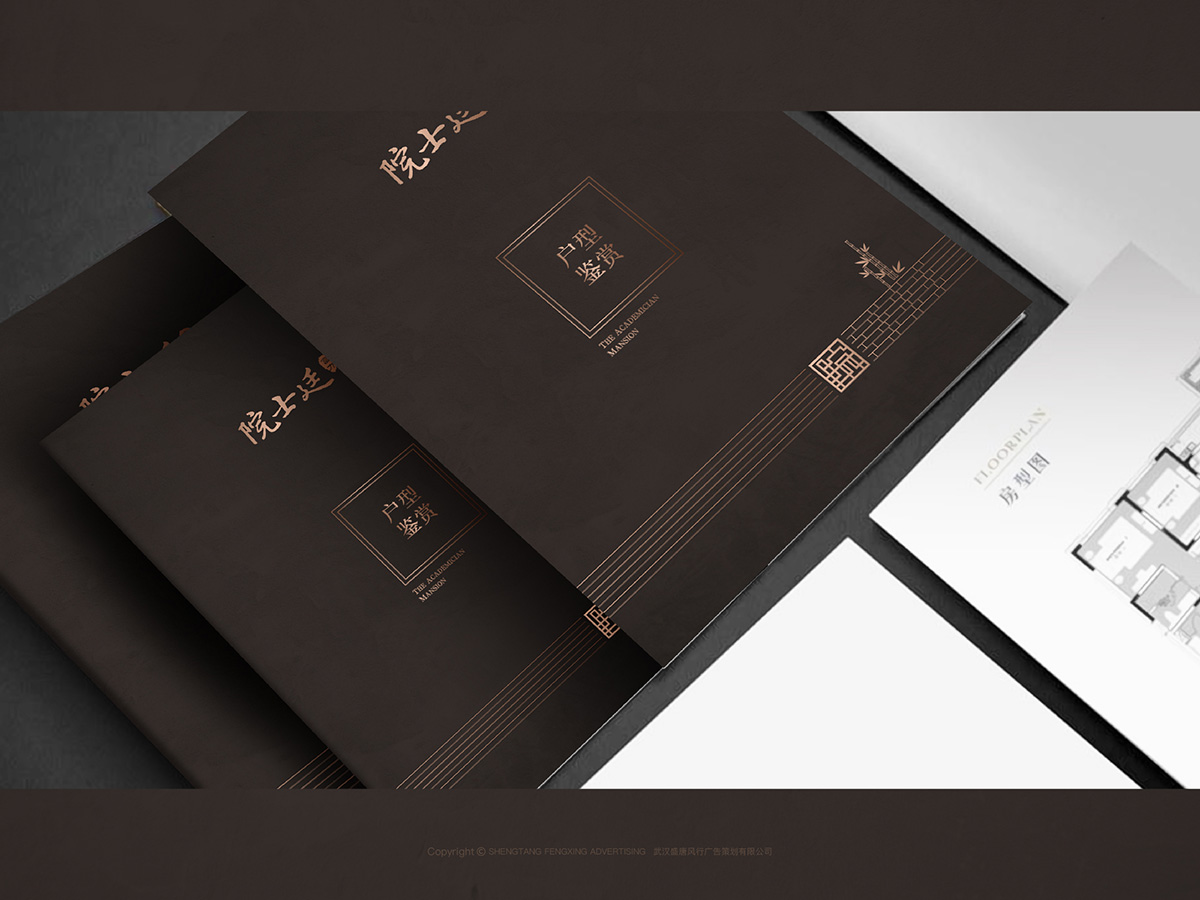 院士廷
户型
鉴赏
THE ACADEMICIAN
MANSION
院士廷
户型
鉴赏
THE ACADEMICIAN
MANSION
院
FLOORPLAN
房型图
Copyright © SHENGTANG FENGXING ADVERTISING 武汉盛唐风行广告策划有限公司